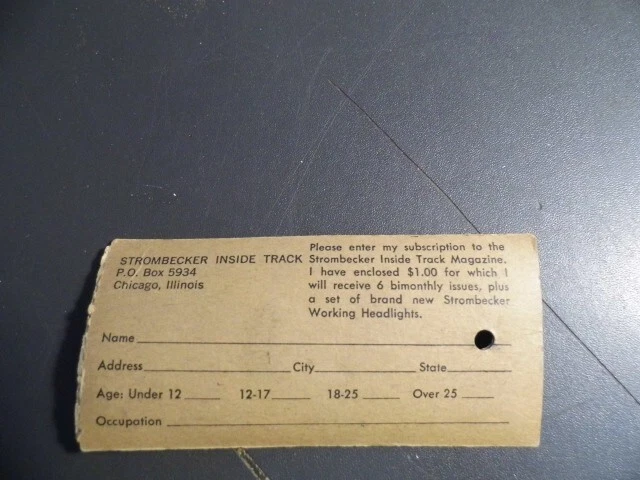 STROMBECKER INSIDE TRACK
P.O. Box 5934
Chicago, Illinois
Please enter my subscription to the
Strombecker Inside Track Magazine.
I have enclosed $1.00 for which I
will receive 6 bimonthly issues, plus
a set of brand new Strombecker
Working Headlights.
Name
Address City State
Age: Under 12 12-17 18-25 Over 25
Occupation